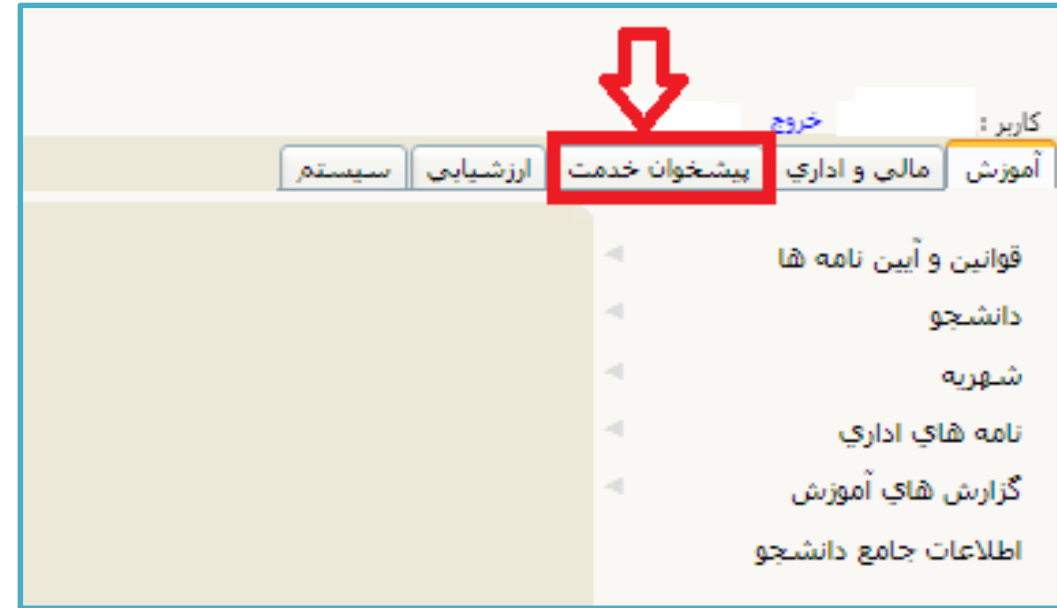 کاربر : خروج
آموزش مالي و اداري پيشخوان خدمت ارزشيابي سيستم
قوانين و آيين نامه ها
دانشجو
شهريه
نامه هاي اداري
گزارش هاي آموزش
اطلاعات جامع دانشجو